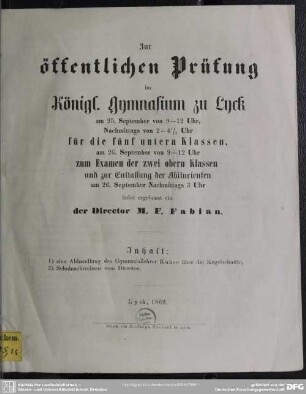 Zur
öffentlichen Prüfung
im
Königl. Gymnasium zu Lyck
am 25. September von 9—12 Uhr,
Nachmittags von 2—4½ Uhr
für die fünf untern Klassen,
am 26. September von 9—12 Uhr
zum Examen der zwei obern Klassen
und zur Entlassung der Abiturienten
am 26. September Nachmittags 3 Uhr
ladet ergebenst ein
der Director M. F. Fabian.
Inhalt:
1) eine Abhandlung des Gymnasiallehrer über die Kegelschnitte,
2) Schulnachrichten vom Director.
Lyck, 1862.